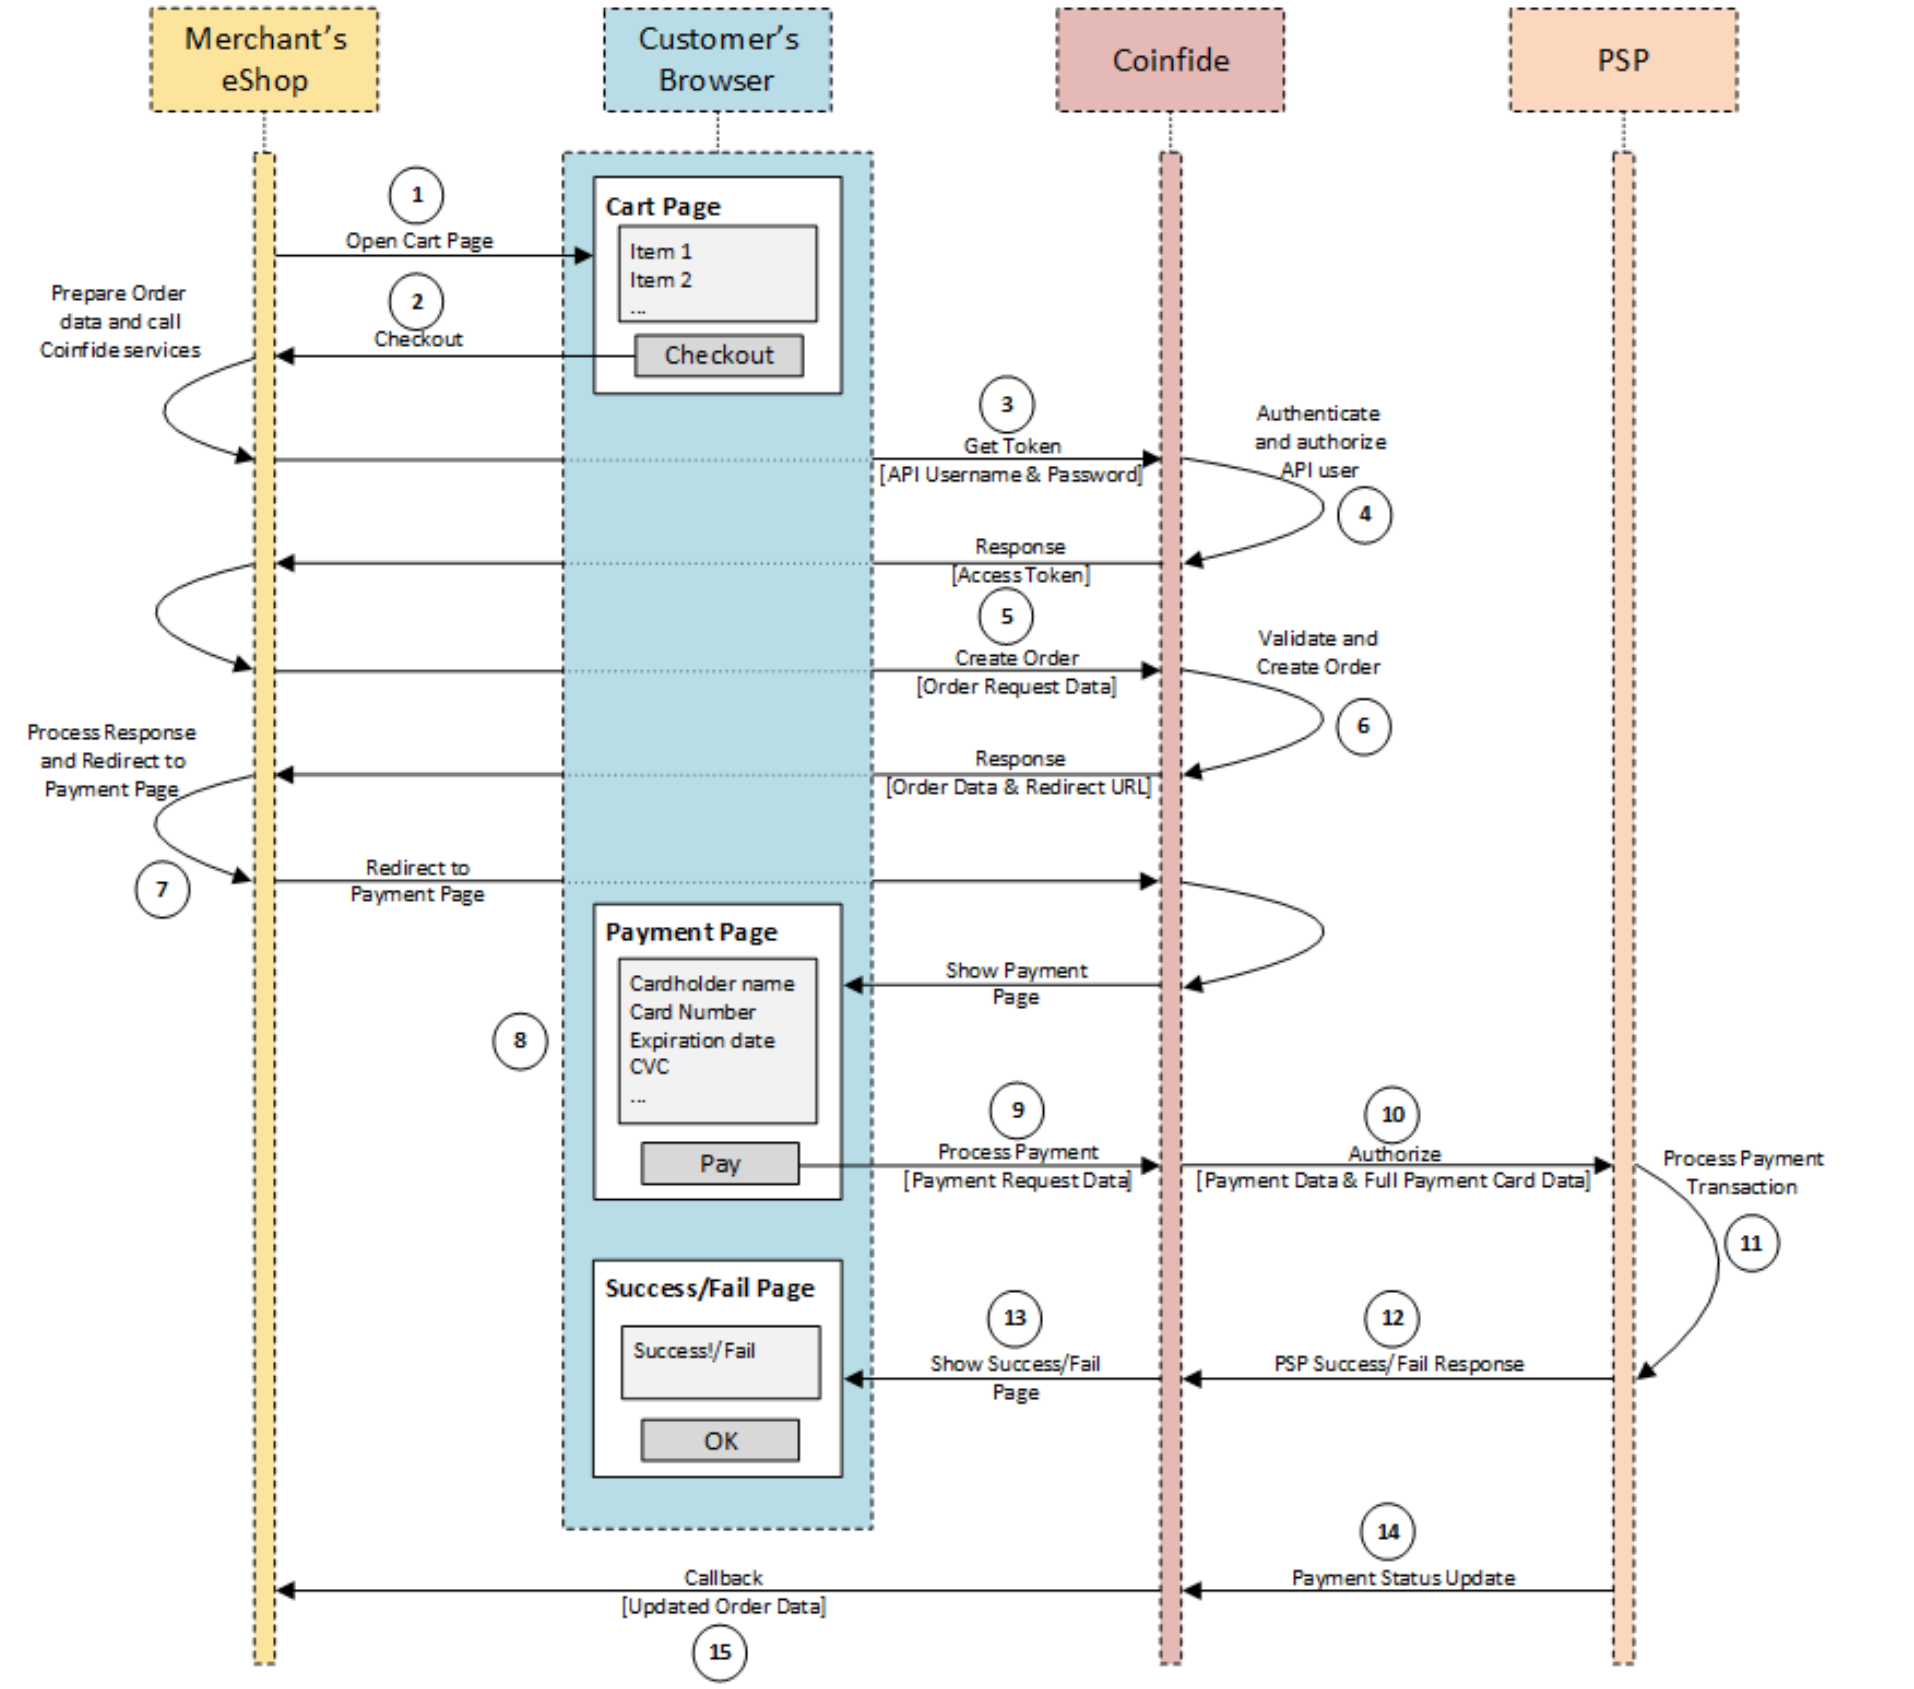 Merchant's
eShop
Customer's
Browser
Coinfide
PSP
1
Open Cart Page
Cart Page
Item 1
Item 2
...
Checkout
2
Checkout
Prepare Order
data and call
Coinfide services
3
Get Token
[API Username & Password]
Authenticate
and authorize
API user
4
Response
[Access Token]
5
Create Order
[Order Request Data]
Validate and
Create Order
6
Response
[Order Data & Redirect URL]
Process Response
and Redirect to
Payment Page
7
Redirect to
Payment Page
Payment Page
Cardholder name
Card Number
Expiration date
CVC
...
Pay
Show Payment
Page
8
9
Process Payment
[Payment Request Data]
10
Authorize
[Payment Data & Full Payment Card Data]
Process Payment
Transaction
11
Success/Fail Page
Success!/Fail
OK
13
Show Success/Fail
Page
12
PSP Success/Fail Response
14
Payment Status Update
Callback
[Updated Order Data]
15